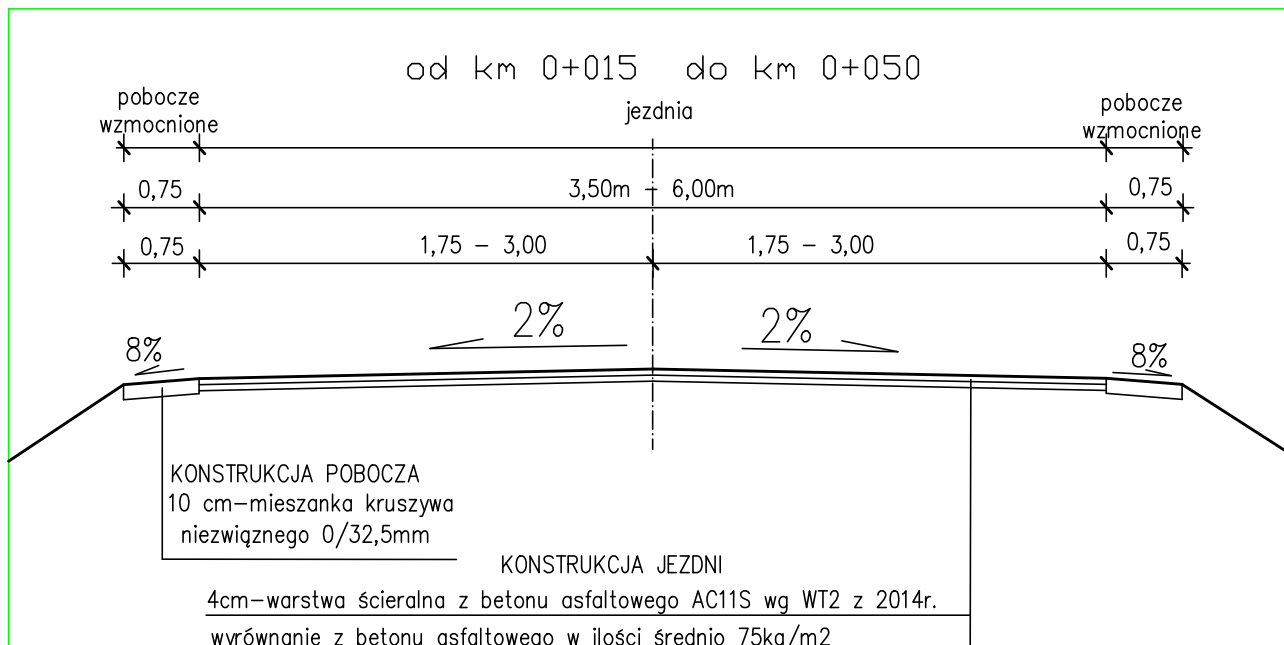 od km 0+015 do km 0+050
pobocze
wzmocnione
jezdnia
pobocze
wzmocnione
0,75
3,50m - 6,00m
0,75
0,75
1,75 - 3,00
1,75 - 3,00
0,75
2%
2%
8%
8%
KONSTRUKCJA POBOCZA
10 cm-mieszanka kruszywa
niezwiąznego 0/32,5mm
KONSTRUKCJA JEZDNI
4cm-warstwa ścieralna z betonu asfaltowego AC11S wg WT2 z 2014r.
wyrównanie z betonu asfaltowego w ilości średnio 75kg/m2